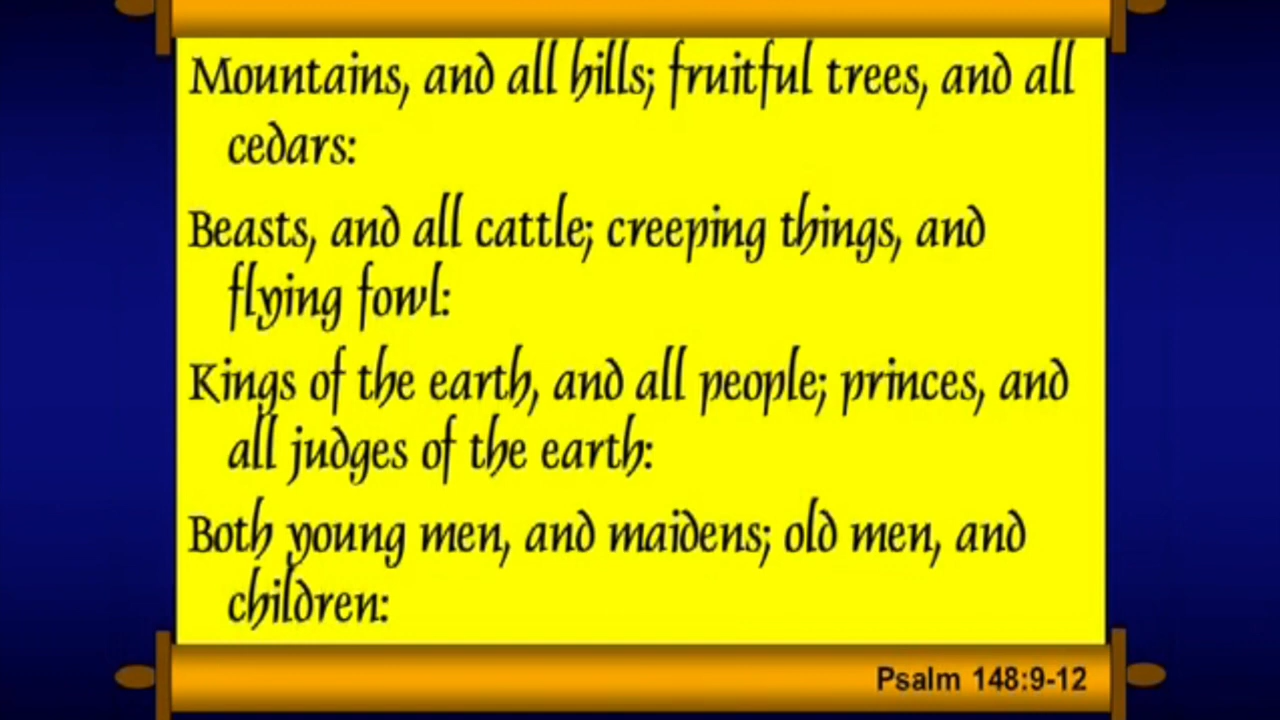 Mountains, and all hills; fruitful trees, and all
cedars:
Beasts, and all cattle; creeping things, and
flying fowl:
Kings of the earth, and all people; princes, and
all judges of the earth:
Both young men, and maidens; old men, and
children:
Psalm 148:9-12